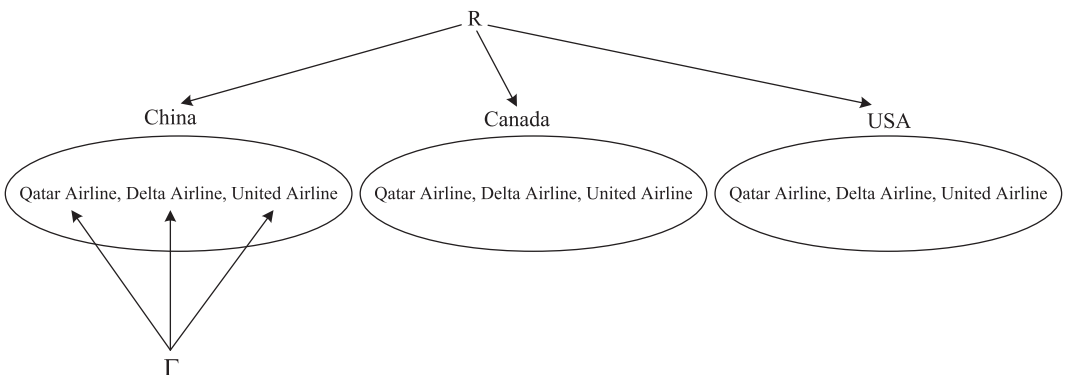 R
China
Canada
USA
Qatar Airline, Delta Airline, United Airline
Qatar Airline, Delta Airline, United Airline
Qatar Airline, Delta Airline, United Airline
Γ